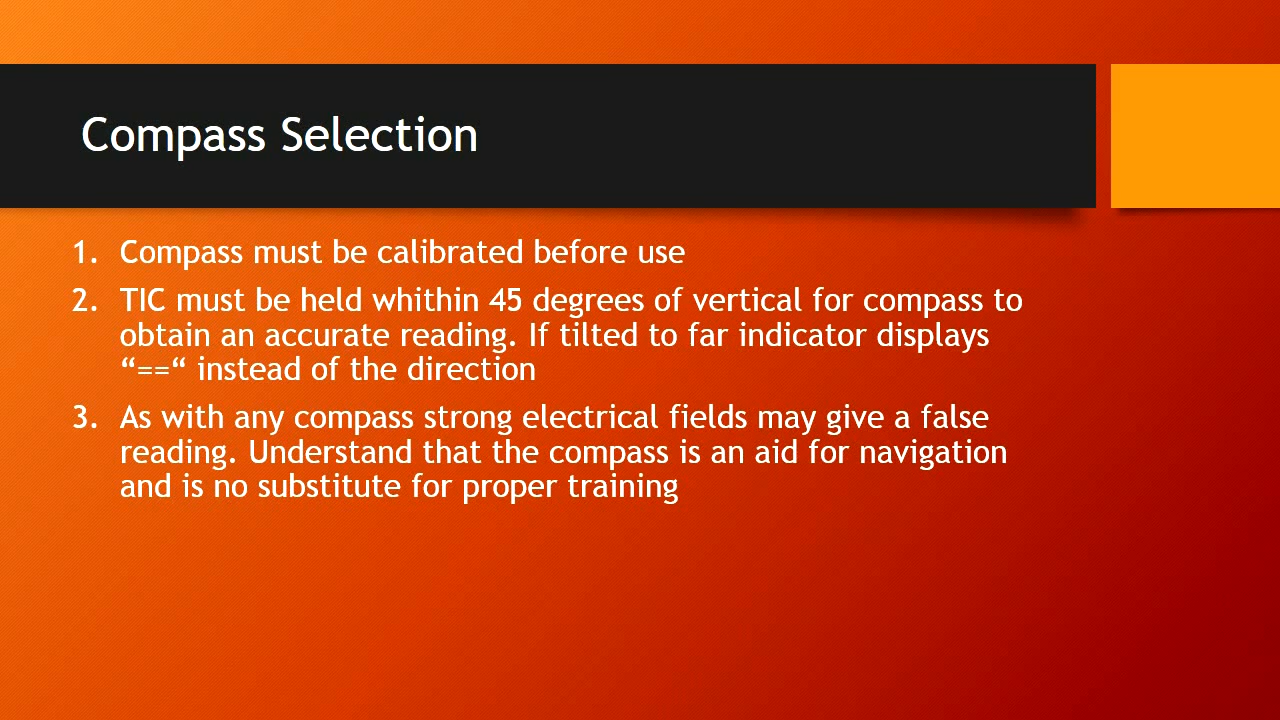 Compass Selection
1. Compass must be calibrated before use
2. TIC must be held whithin 45 degrees of vertical for compass to
obtain an accurate reading. If tilted to far indicator displays
“==“ instead of the direction
3. As with any compass strong electrical fields may give a false
reading. Understand that the compass is an aid for navigation
and is no substitute for proper training